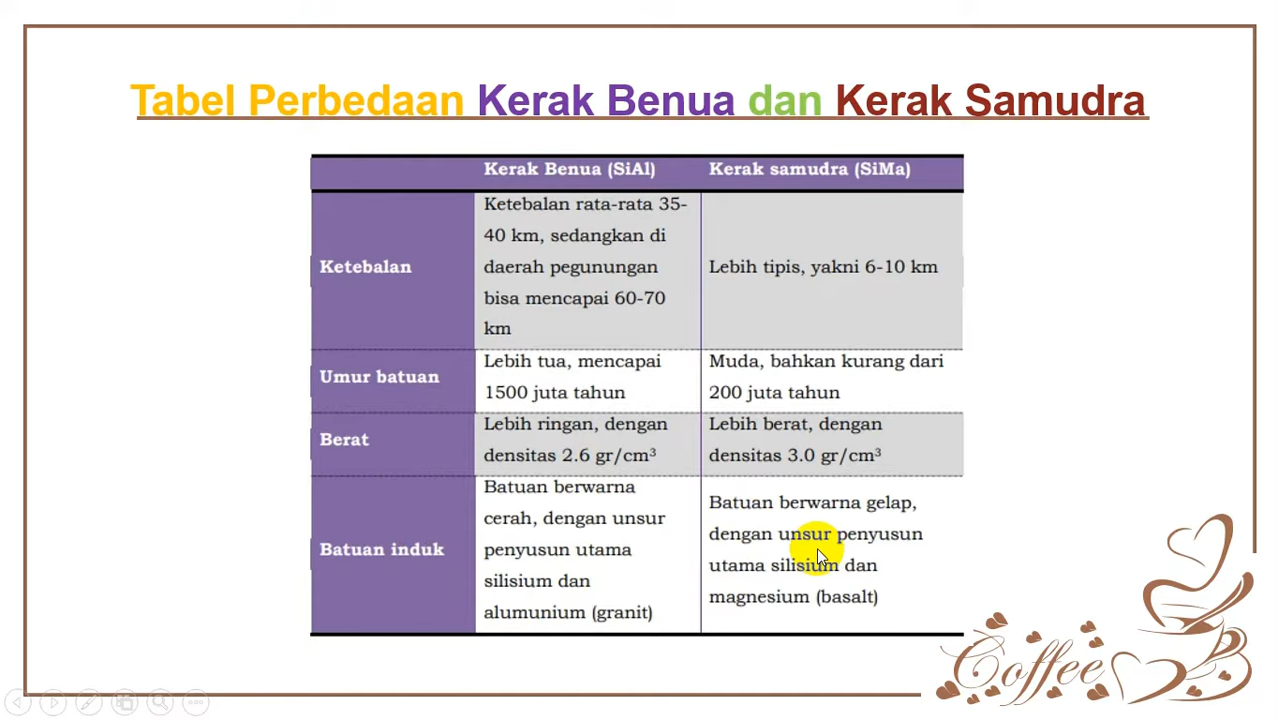 Tabel Perbedaan Kerak Benua dan Kerak Samudra
Kerak Benua (SiAl)
Kerak samudra (SiMa)
Ketebalan
Ketebalan rata-rata 35-
40 km, sedangkan di
daerah pegunungan
bisa mencapai 60-70
km
Lebih tipis, yakni 6-10 km
Umur batuan
Lebih tua, mencapai
1500 juta tahun
Muda, bahkan kurang dari
200 juta tahun
Berat
Lebih ringan, dengan
densitas 2.6 gr/cm³
Lebih berat, dengan
densitas 3.0 gr/cm³
Batuan induk
Batuan berwarna
cerah, dengan unsur
penyusun utama
silisium dan
alumunium (granit)
Batuan berwarna gelap,
dengan unsur penyusun
utama silisium dan
magnesium (basalt)
Coffee